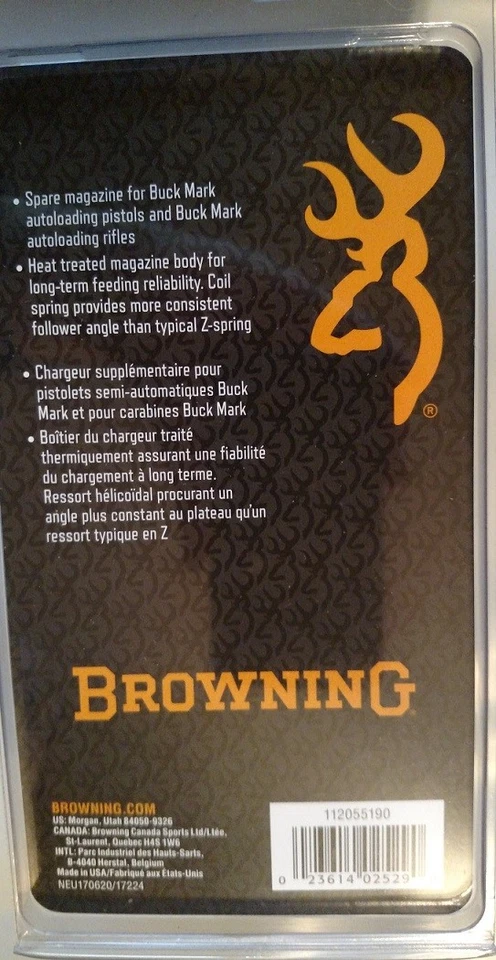 • Spare magazine for Buck Mark
autoloading pistols and Buck Mark
autoloading rifles
• Heat treated magazine body for
long-term feeding reliability. Coil
spring provides more consistent
follower angle than typical Z-spring
• Chargeur supplémentaire pour
pistolets semi-automatiques Buck
Mark et pour carabines Buck Mark
• Boîtier du chargeur traité
thermiquement assurant une fiabilité
du chargement à long terme.
Ressort hélicoïdal procurant un
angle plus constant au plateau qu'un
ressort typique en Z
®
BROWNING
BROWNING.COM
US: Morgan, Utah 84050-9326
CANADA: Browning Canada Sports Ltd/Ltée,
St-Laurent, Quebec H4S 1W6
INTL: Parc Industriel des Hauts-Sarts,
B-4040 Herstal, Belgium
Made in USA/Fabriqué aux États-Unis
NEU170620/17224
112055190
0 23614 02529